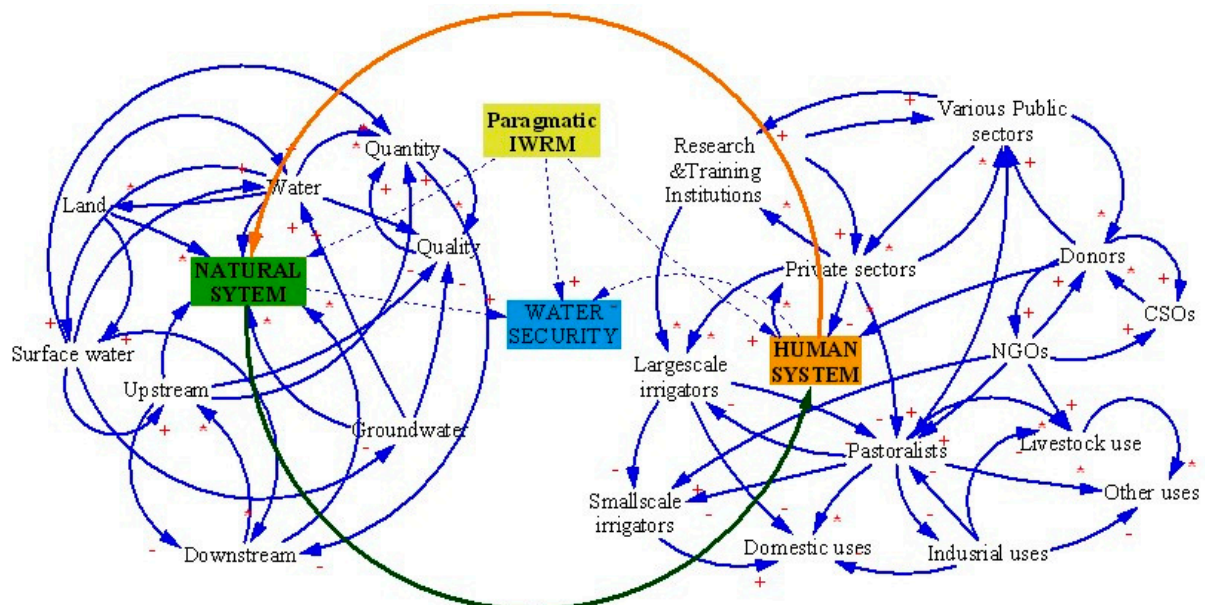 Paragmatic
IWRM
Various Public
sectors
Quantity
Research
&Training
Institutions
Water
Land
Quality
NATURAL
SYTEM
Private sectors
Donors
WATER
SECURITY
CSOs
Surface water
NGOs
HUMAN
SYSTEM
Largescale
irrigators
Upstream
Groundwater
Pastoralists
Livestock use
Smallscale
irrigators
Other uses
Downstream
Domestic uses
Indusrial uses